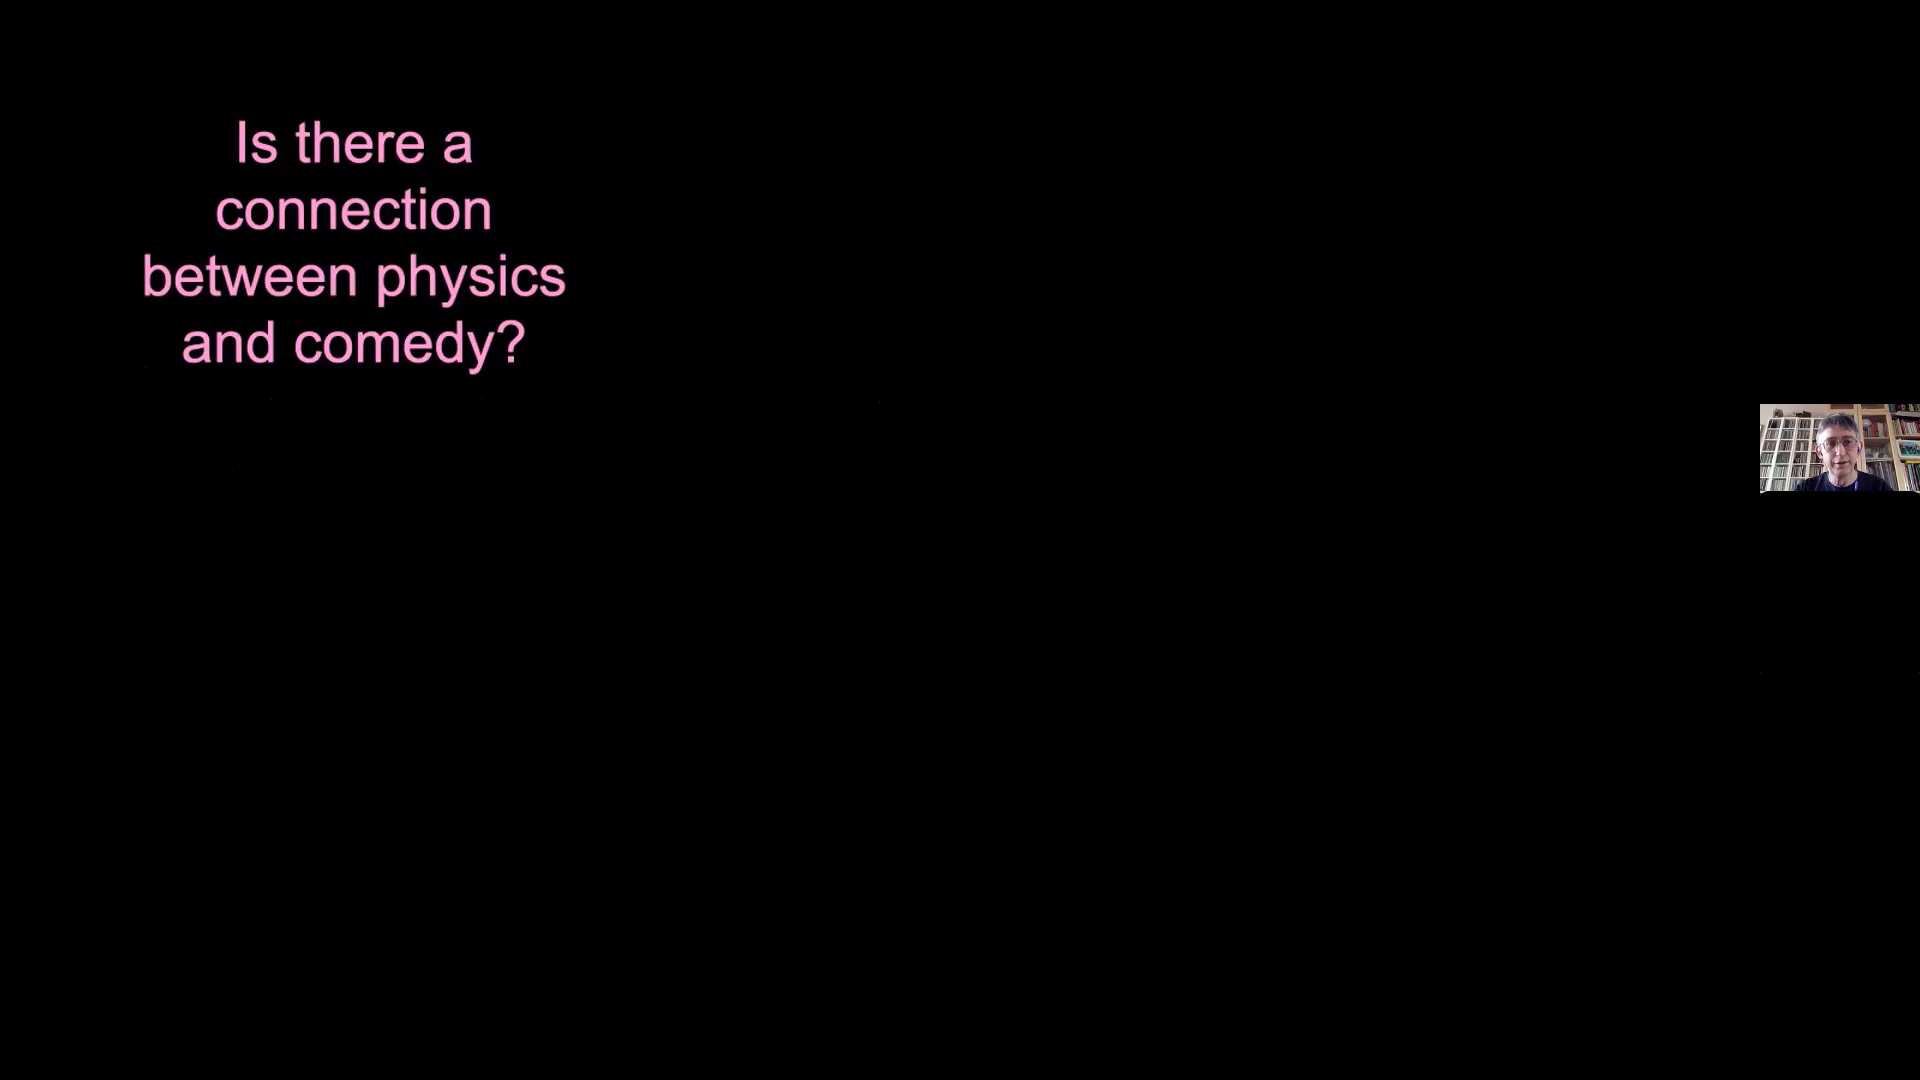 Is there a
connection
between physics
and comedy?